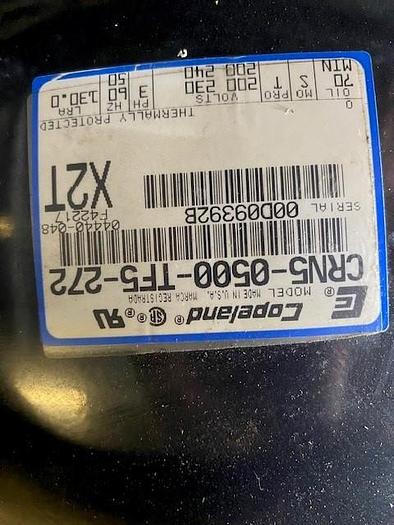 Copeland®
MODEL MADE IN U.S.A. MARCA REGISTRADA
CRN5-0500-TF5-272
04440-048
F42217
SERIAL 00D09392B
X2T
THERMALLY PROTECTED
OIL MO PRO VOLTS PH HZ LRA
70 S T 200 230 3 60 130.0
MIN 200 240 50